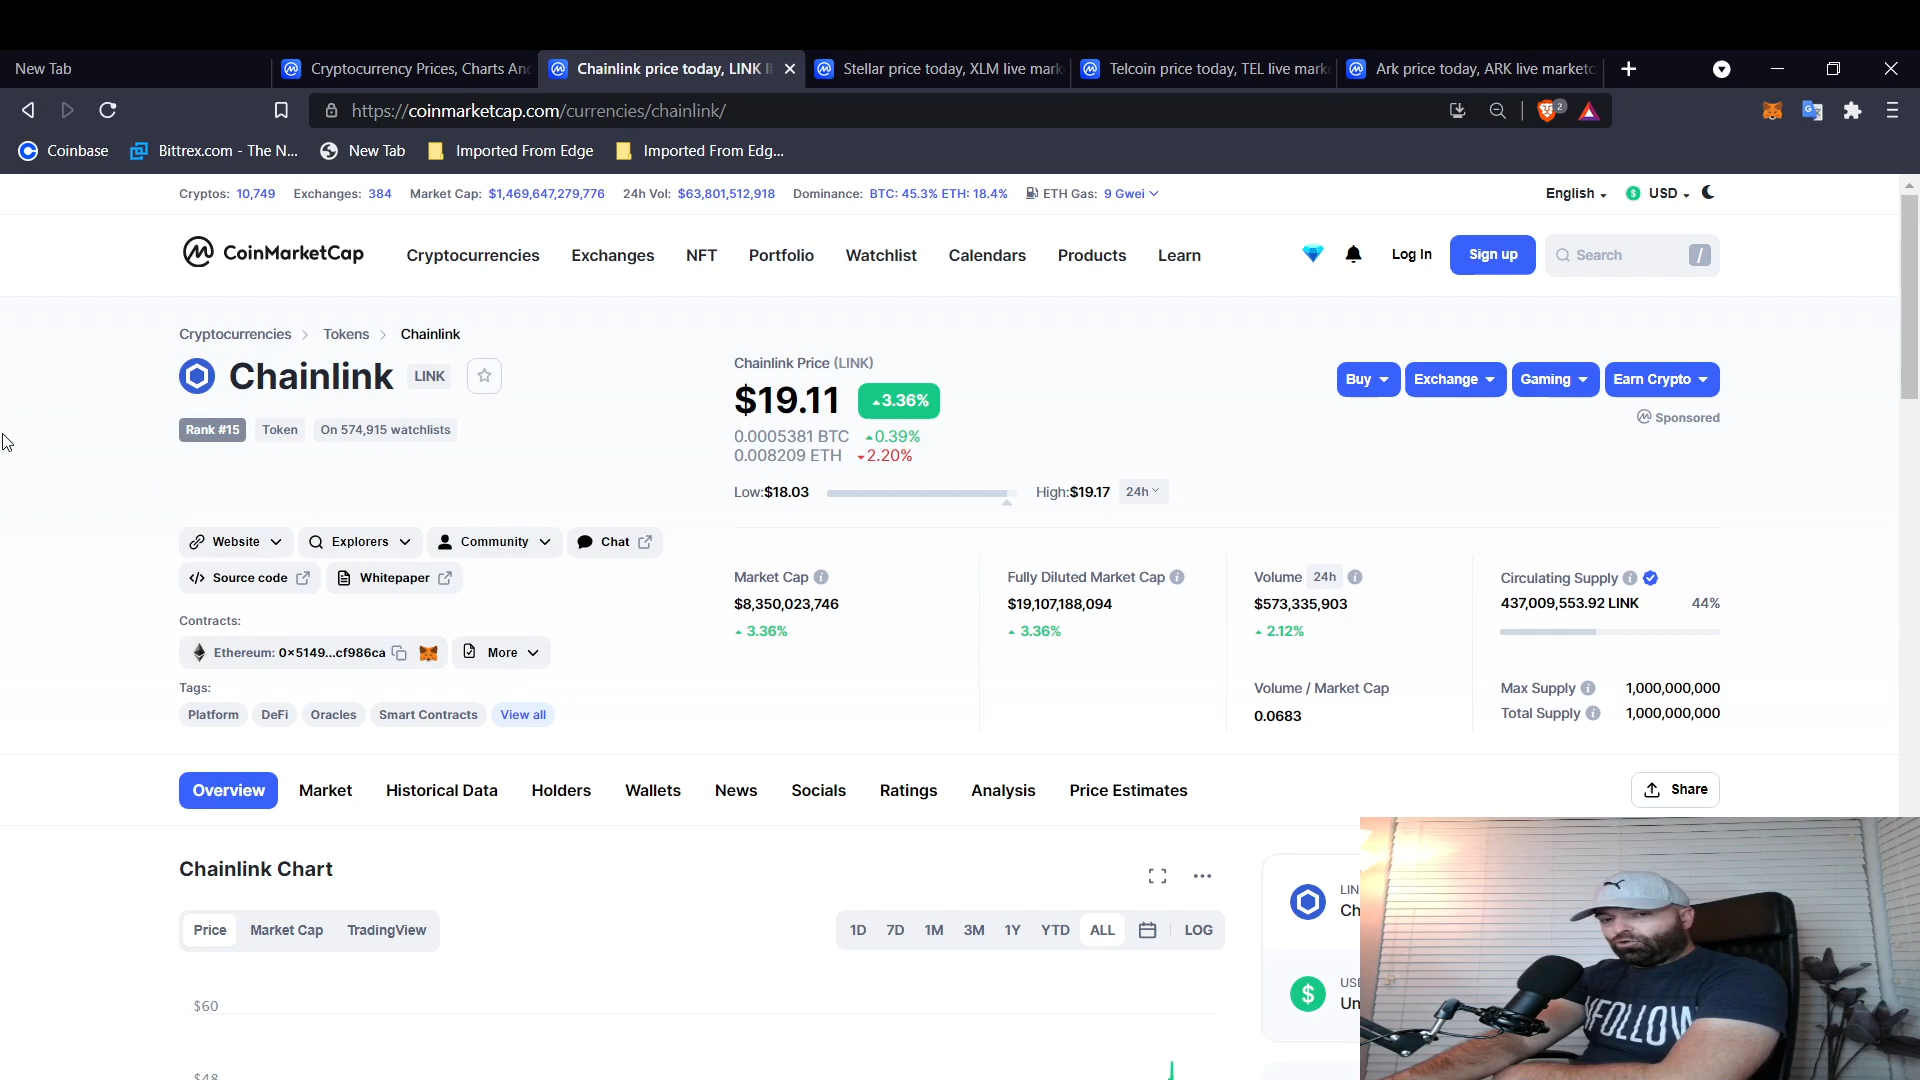 New Tab
Cryptocurrency Prices, Charts An
Chainlink price today, LINK li
Stellar price today, XLM live mark
Telcoin price today, TEL live mark
Ark price today, ARK live marketc
https://coinmarketcap.com/currencies/chainlink/
2
Coinbase
Bittrex.com - The N...
New Tab
Imported From Edge
Imported From Edg...
Cryptos: 10,749 Exchanges: 384 Market Cap: $1,469,647,279,776 24h Vol: $63,801,512,918 Dominance: BTC: 45.3% ETH: 18.4% ETH Gas: 9 Gwei
English
USD
CoinMarketCap
Cryptocurrencies Exchanges NFT Portfolio Watchlist Calendars Products Learn
Log In
Sign up
Search /
Cryptocurrencies > Tokens > Chainlink
Chainlink LINK
Rank #15 Token On 574,915 watchlists
Chainlink Price (LINK)
$19.11 3.36%
0.0005381 BTC 0.39%
0.008209 ETH 2.20%
Low:$18.03 High:$19.17 24h
Buy Exchange Gaming Earn Crypto
Sponsored
Website Explorers Community Chat
Source code Whitepaper
Contracts:
Ethereum: 0x5149...cf986ca More
Tags:
Platform DeFi Oracles Smart Contracts View all
Market Cap
$8,350,023,746
3.36%
Fully Diluted Market Cap
$19,107,188,094
3.36%
Volume 24h
$573,335,903
2.12%
Volume / Market Cap
0.0683
Circulating Supply
437,009,553.92 LINK 44%
Max Supply 1,000,000,000
Total Supply 1,000,000,000
Overview Market Historical Data Holders Wallets News Socials Ratings Analysis Price Estimates
Share
Chainlink Chart
Price Market Cap TradingView
1D 7D 1M 3M 1Y YTD ALL LOG
$60
$48
LIN
Ch
USD
Un
NFOLLOW